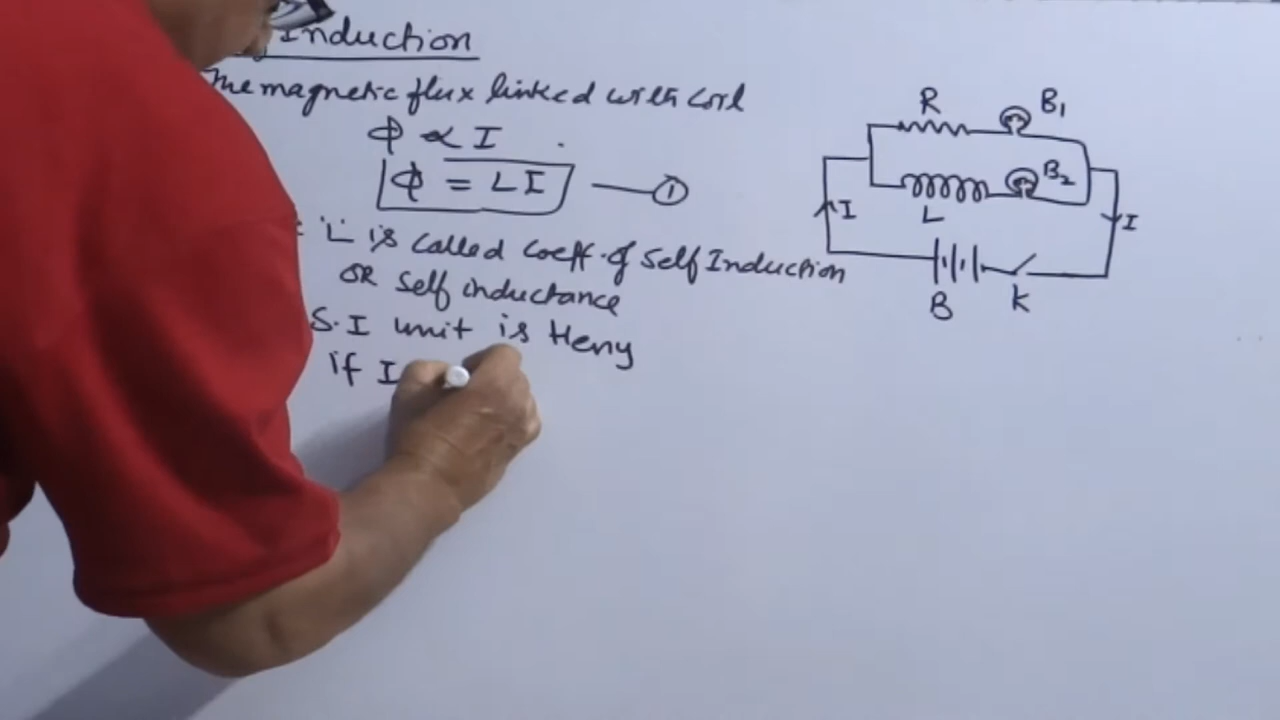 Induction
The magnetic flux linked with coil
Φ ∝ I
Φ = LI ①
'L' is called coeff. of self Induction
OR self inductance
S.I unit is Heny
if I
R
B₁
B₂
L
I
I
B
K